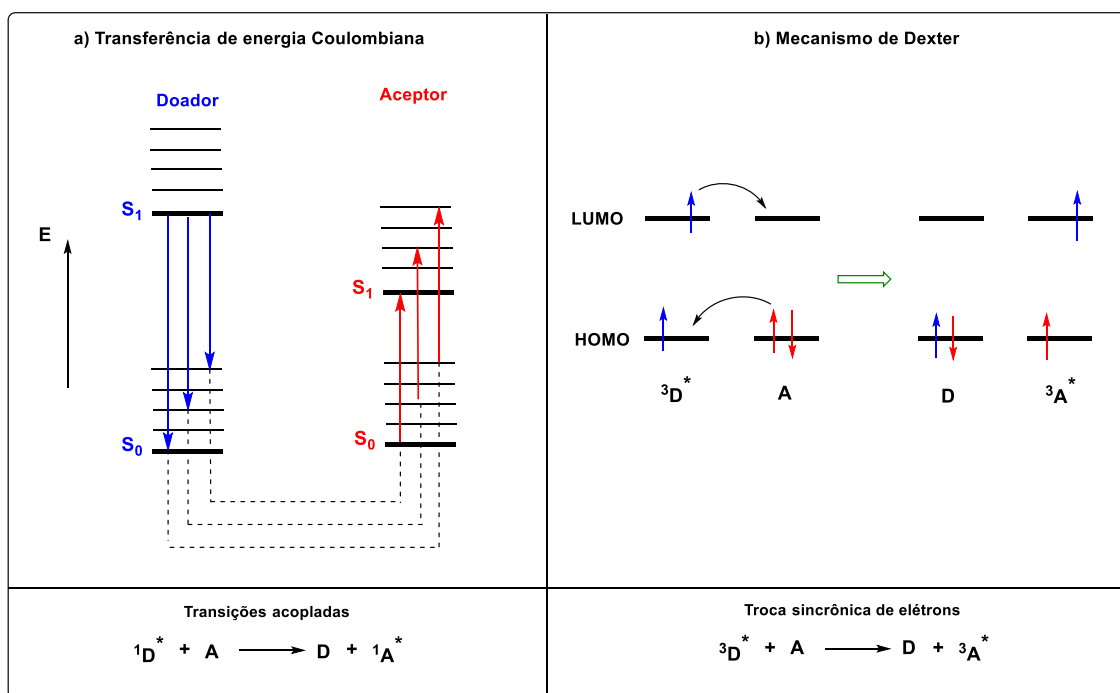 a) Transferência de energia Coulombiana
Doador
Aceptor
S1
E
S1
S0
S0
Transições acopladas
1D* + A → D + 1A*
b) Mecanismo de Dexter
LUMO
HOMO
3D* A D 3A*
Troca sincrônica de elétrons
3D* + A → D + 3A*